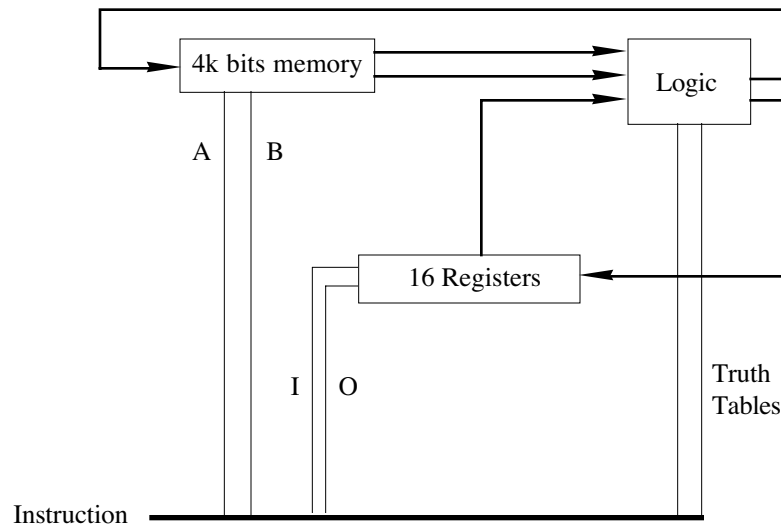 4k bits memory
Logic
A
B
16 Registers
I
O
Truth
Tables
Instruction